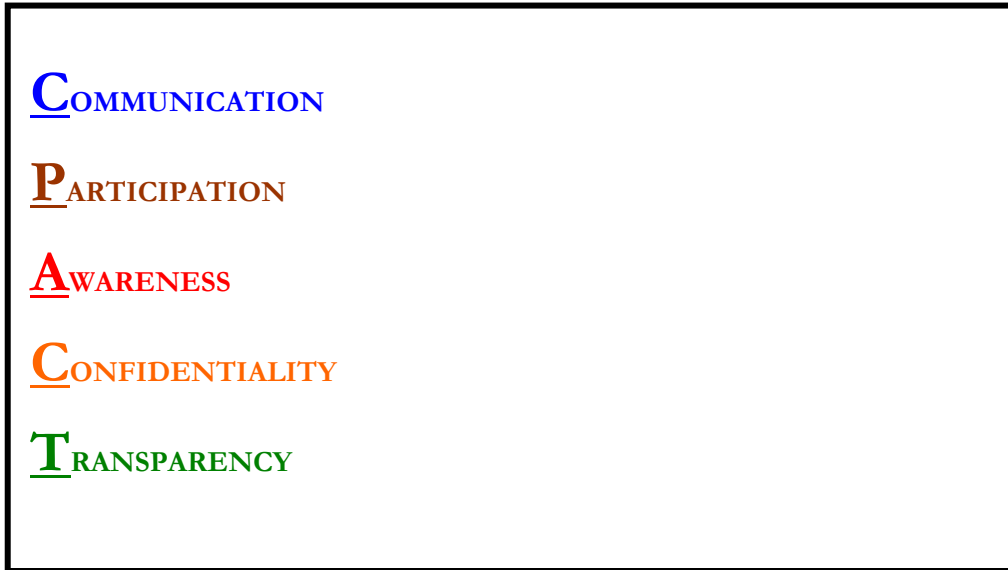 COMMUNICATION
PARTICIPATION
AWARENESS
CONFIDENTIALITY
TRANSPARENCY